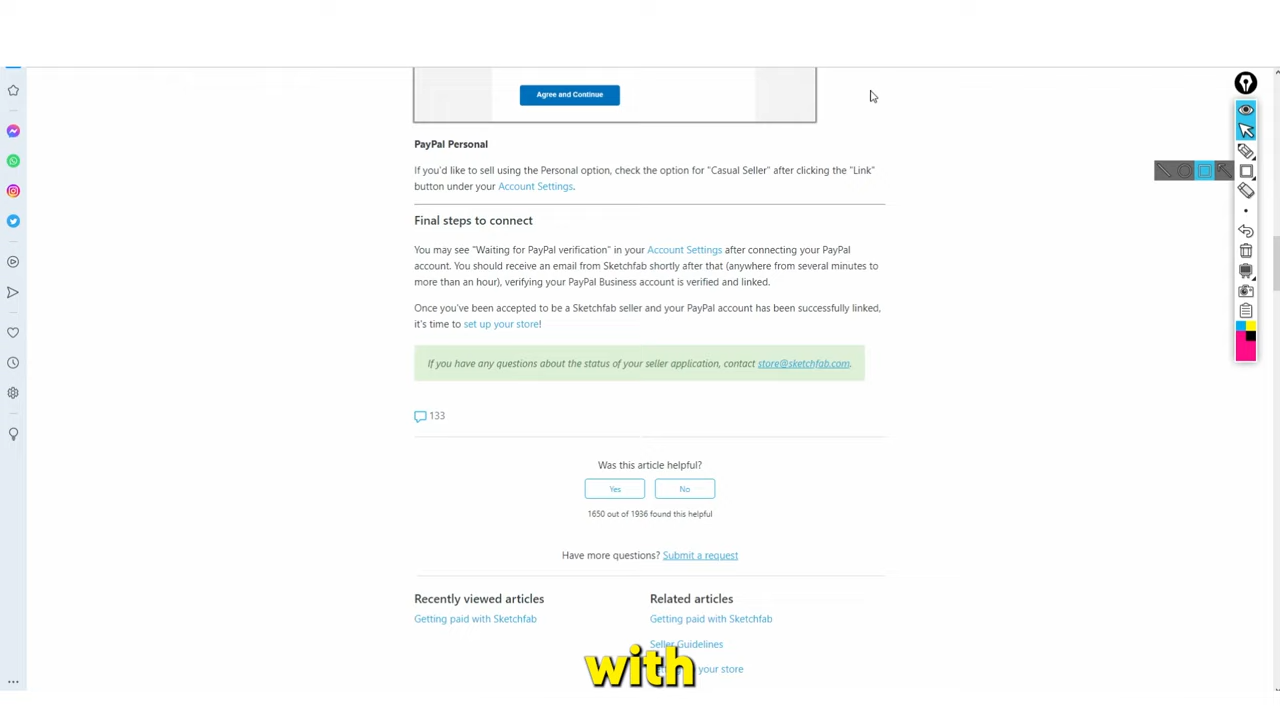 Agree and Continue
PayPal Personal
If you'd like to sell using the Personal option, check the option for "Casual Seller" after clicking the "Link"
button under your Account Settings.
Final steps to connect
You may see "Waiting for PayPal verification" in your Account Settings after connecting your PayPal
account. You should receive an email from Sketchfab shortly after that (anywhere from several minutes to
more than an hour), verifying your PayPal Business account is verified and linked.
Once you've been accepted to be a Sketchfab seller and your PayPal account has been successfully linked,
it's time to set up your store!
If you have any questions about the status of your seller application, contact store@sketchfab.com.
133
Was this article helpful?
Yes No
1650 out of 1936 found this helpful
Have more questions? Submit a request
Recently viewed articles
Getting paid with Sketchfab
Related articles
Getting paid with Sketchfab
Seller Guidelines
your store
with